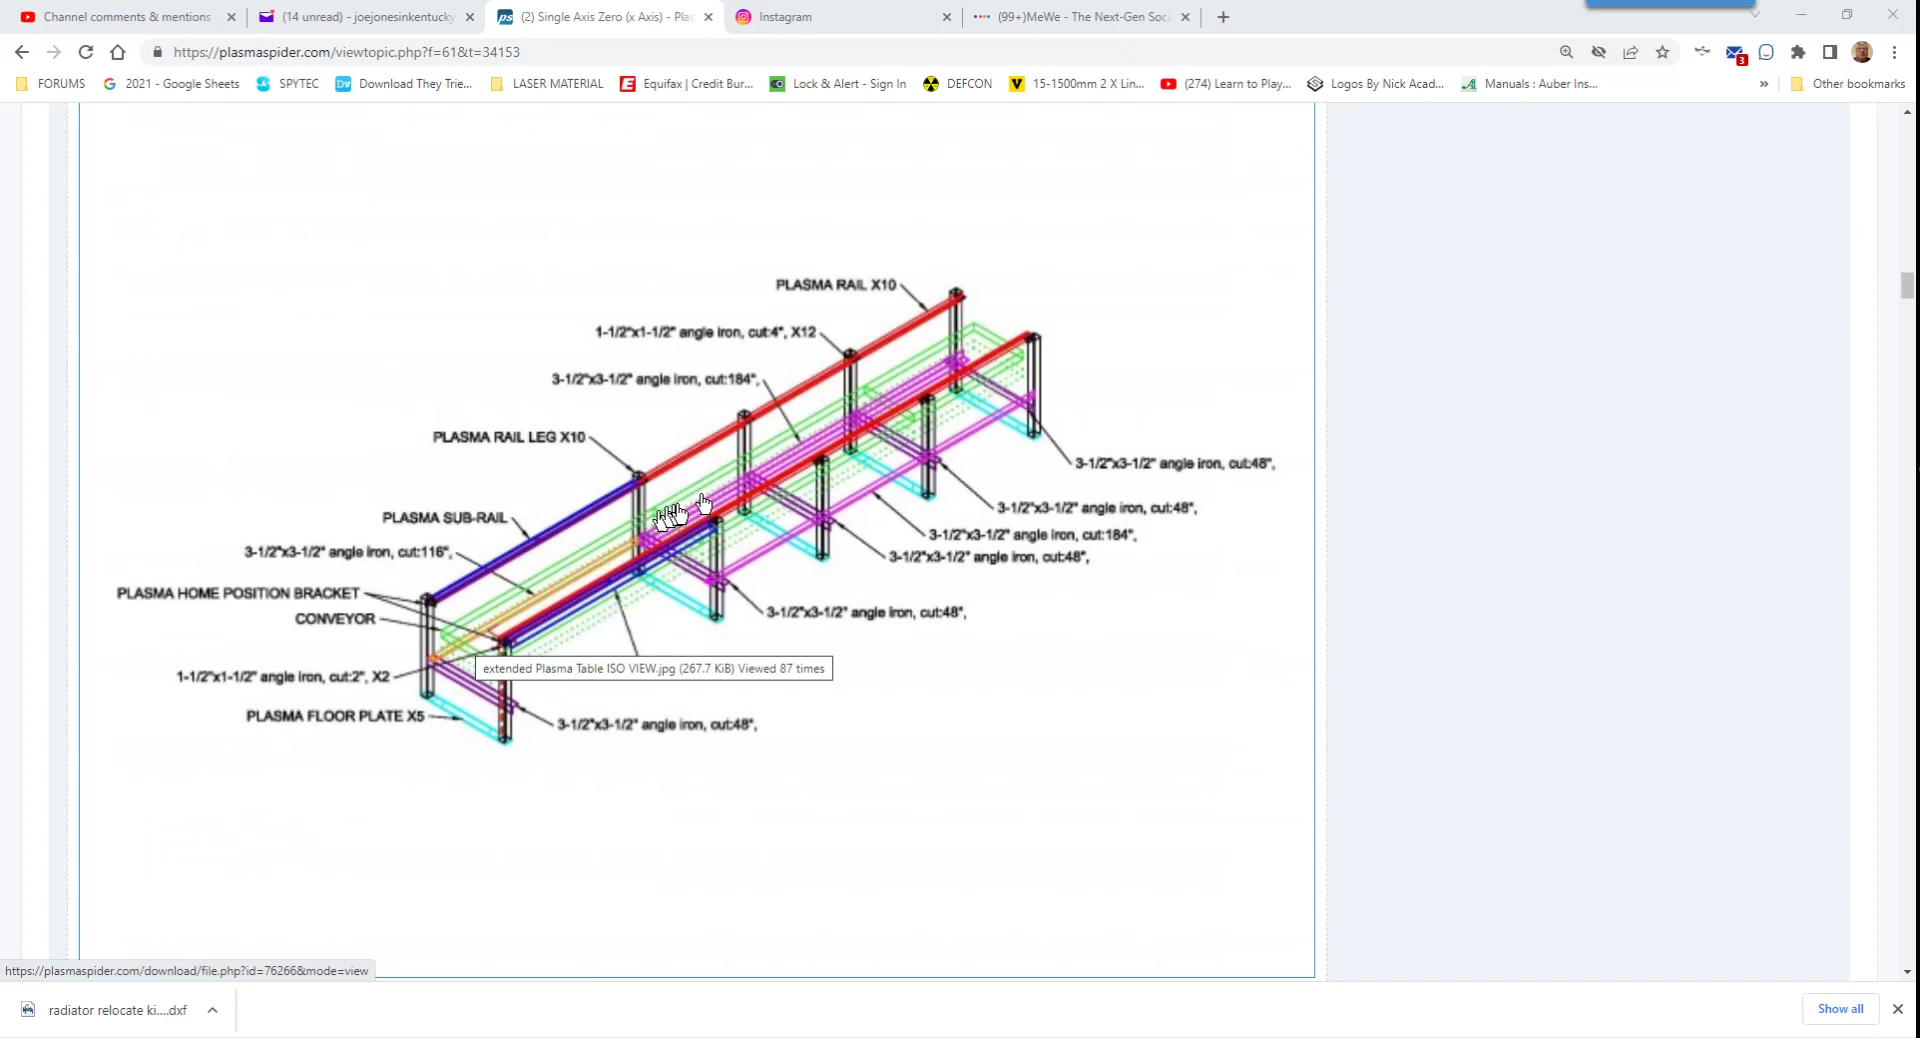 Channel comments & mentions
(14 unread) - joejonesinkentucky
(2) Single Axis Zero (x Axis) - Plas
Instagram
(99+)MeWe - The Next-Gen Soci
https://plasmaspider.com/viewtopic.php?f=61&t=34153
3
FORUMS
2021 - Google Sheets
SPYTEC
Download They Trie...
LASER MATERIAL
Equifax | Credit Bur...
Lock & Alert - Sign In
DEFCON
15-1500mm 2 X Lin...
(274) Learn to Play...
Logos By Nick Acad...
Manuals : Auber Ins...
»
Other bookmarks
PLASMA RAIL X10
1-1/2"x1-1/2" angle iron, cut:4", X12
3-1/2"x3-1/2" angle iron, cut:184",
PLASMA RAIL LEG X10
3-1/2"x3-1/2" angle iron, cut:48",
3-1/2"x3-1/2" angle iron, cut:48",
PLASMA SUB-RAIL
3-1/2"x3-1/2" angle iron, cut:184",
3-1/2"x3-1/2" angle iron, cut:116",
3-1/2"x3-1/2" angle iron, cut:48",
PLASMA HOME POSITION BRACKET
3-1/2"x3-1/2" angle iron, cut:48",
CONVEYOR
extended Plasma Table ISO VIEW.jpg (267.7 KiB) Viewed 87 times
1-1/2"x1-1/2" angle iron, cut:2", X2
PLASMA FLOOR PLATE X5
3-1/2"x3-1/2" angle iron, cut:48",
https://plasmaspider.com/download/file.php?id=76266&mode=view
radiator relocate ki....dxf
Show all